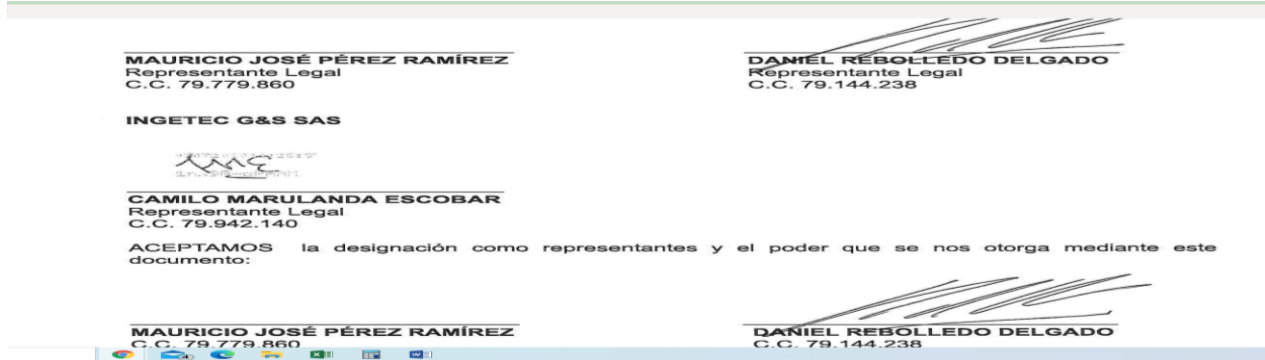 MAURICIO JOSÉ PÉREZ RAMÍREZ
Representante Legal
C.C. 79.779.860
DANIEL REBOLLEDO DELGADO
Representante Legal
C.C. 79.144.238
INGETEC G&S SAS
CAMILO MARULANDA ESCOBAR
Representante Legal
C.C. 79.942.140
ACEPTAMOS la designación como representantes y el poder que se nos otorga mediante este
documento:
MAURICIO JOSÉ PÉREZ RAMÍREZ
C.C. 79.779.860
DANIEL REBOLLEDO DELGADO
C.C. 79.144.238